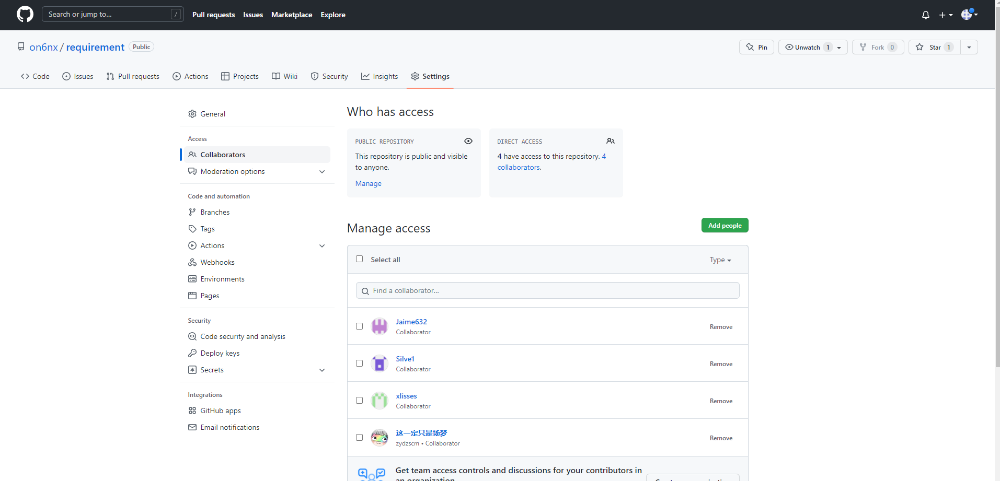 Search or jump to... /
Pull requests Issues Marketplace Explore
on6nx / requirement Public
Pin Unwatch 1 Fork 0 Star 1
Code Issues Pull requests Actions Projects Wiki Security Insights Settings
General
Access
Collaborators
Moderation options
Code and automation
Branches
Tags
Actions
Webhooks
Environments
Pages
Security
Code security and analysis
Deploy keys
Secrets
Integrations
GitHub apps
Email notifications
Who has access
PUBLIC REPOSITORY
This repository is public and visible
to anyone.
Manage
DIRECT ACCESS
4 have access to this repository. 4
collaborators.
Manage access
Add people
Select all
Type
Find a collaborator...
Jaime632
Collaborator
Remove
Silve1
Collaborator
Remove
xlisses
Collaborator
Remove
这一定只是场梦
zydzscm • Collaborator
Remove
Get team access controls and discussions for your contributors in
an organization